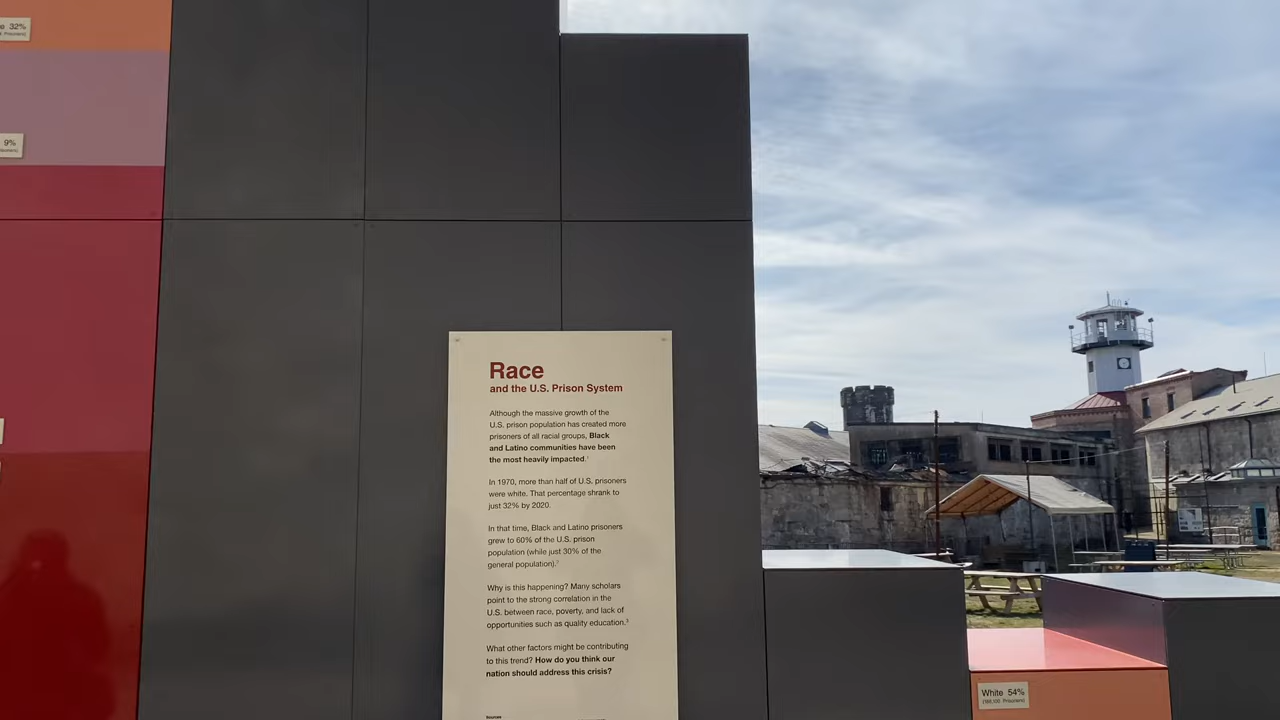 32%
Prisoners)
9%
Race
and the U.S. Prison System
Although the massive growth of the
U.S. prison population has created more
prisoners of all racial groups, Black
and Latino communities have been
the most heavily impacted.¹
In 1970, more than half of U.S. prisoners
were white. That percentage shrank to
just 32% by 2020.
In that time, Black and Latino prisoners
grew to 60% of the U.S. prison
population (while just 30% of the
general population).²
Why is this happening? Many scholars
point to the strong correlation in the
U.S. between race, poverty, and lack of
opportunities such as quality education.³
What other factors might be contributing
to this trend? How do you think our
nation should address this crisis?
Sources
White 54%